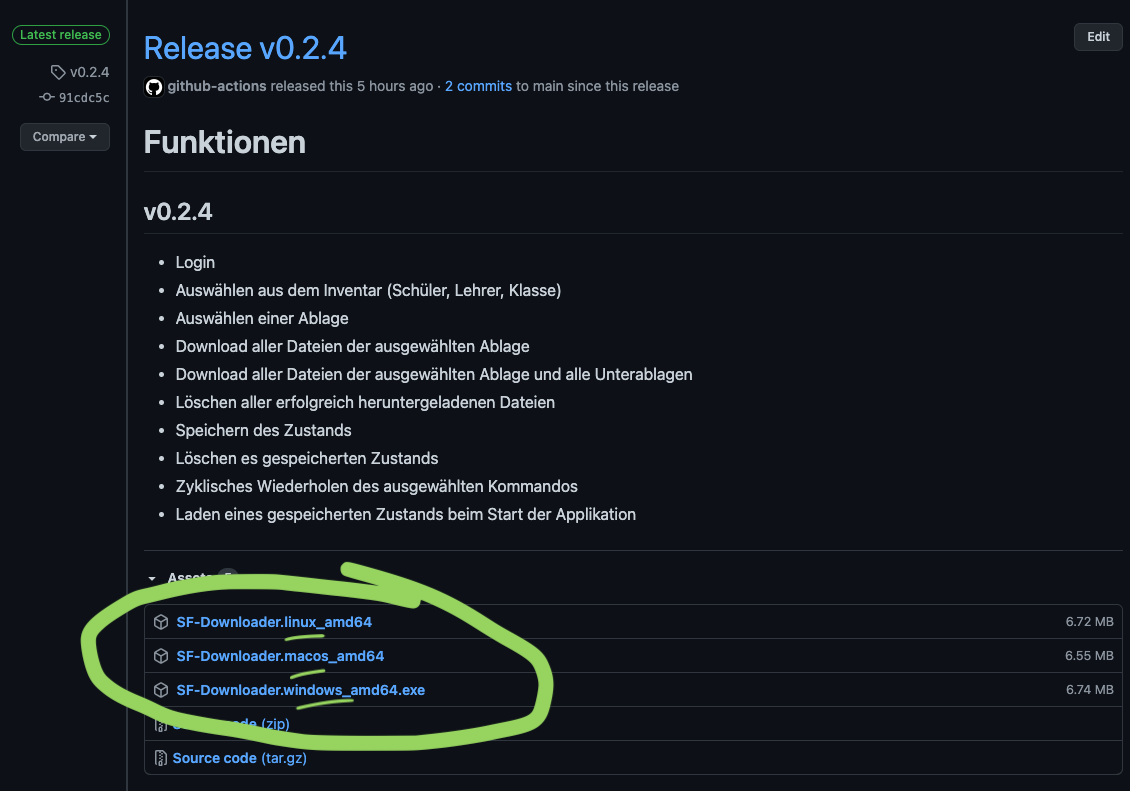 Latest release
v0.2.4
91cdc5c
Compare
Release v0.2.4
Edit
github-actions released this 5 hours ago · 2 commits to main since this release
Funktionen
v0.2.4
• Login
• Auswählen aus dem Inventar (Schüler, Lehrer, Klasse)
• Auswählen einer Ablage
• Download aller Dateien der ausgewählten Ablage
• Download aller Dateien der ausgewählten Ablage und alle Unterablagen
• Löschen aller erfolgreich heruntergeladenen Dateien
• Speichern des Zustands
• Löschen es gespeicherten Zustands
• Zyklisches Wiederholen des ausgewählten Kommandos
• Laden eines gespeicherten Zustands beim Start der Applikation
Assets 5
SF-Downloader.linux_amd64 6.72 MB
SF-Downloader.macos_amd64 6.55 MB
SF-Downloader.windows_amd64.exe 6.74 MB
Source code (zip)
Source code (tar.gz)